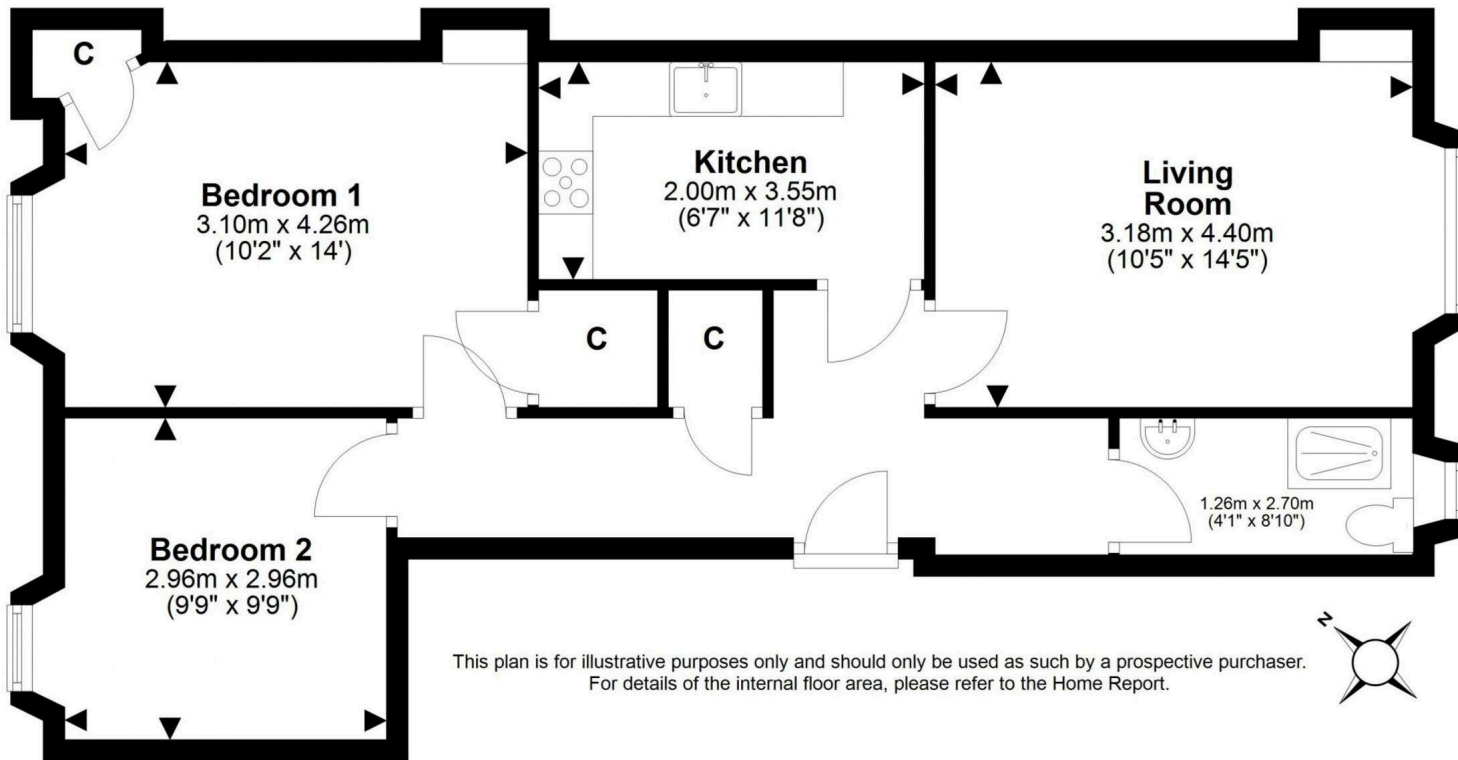 C
Bedroom 1
3.10m x 4.26m
(10'2" x 14')
Kitchen
2.00m x 3.55m
(6'7" x 11'8")
Living
Room
3.18m x 4.40m
(10'5" x 14'5")
C
C
Bedroom 2
2.96m x 2.96m
(9'9" x 9'9")
1.26m x 2.70m
(4'1" x 8'10")
N
This plan is for illustrative purposes only and should only be used as such by a prospective purchaser.
For details of the internal floor area, please refer to the Home Report.